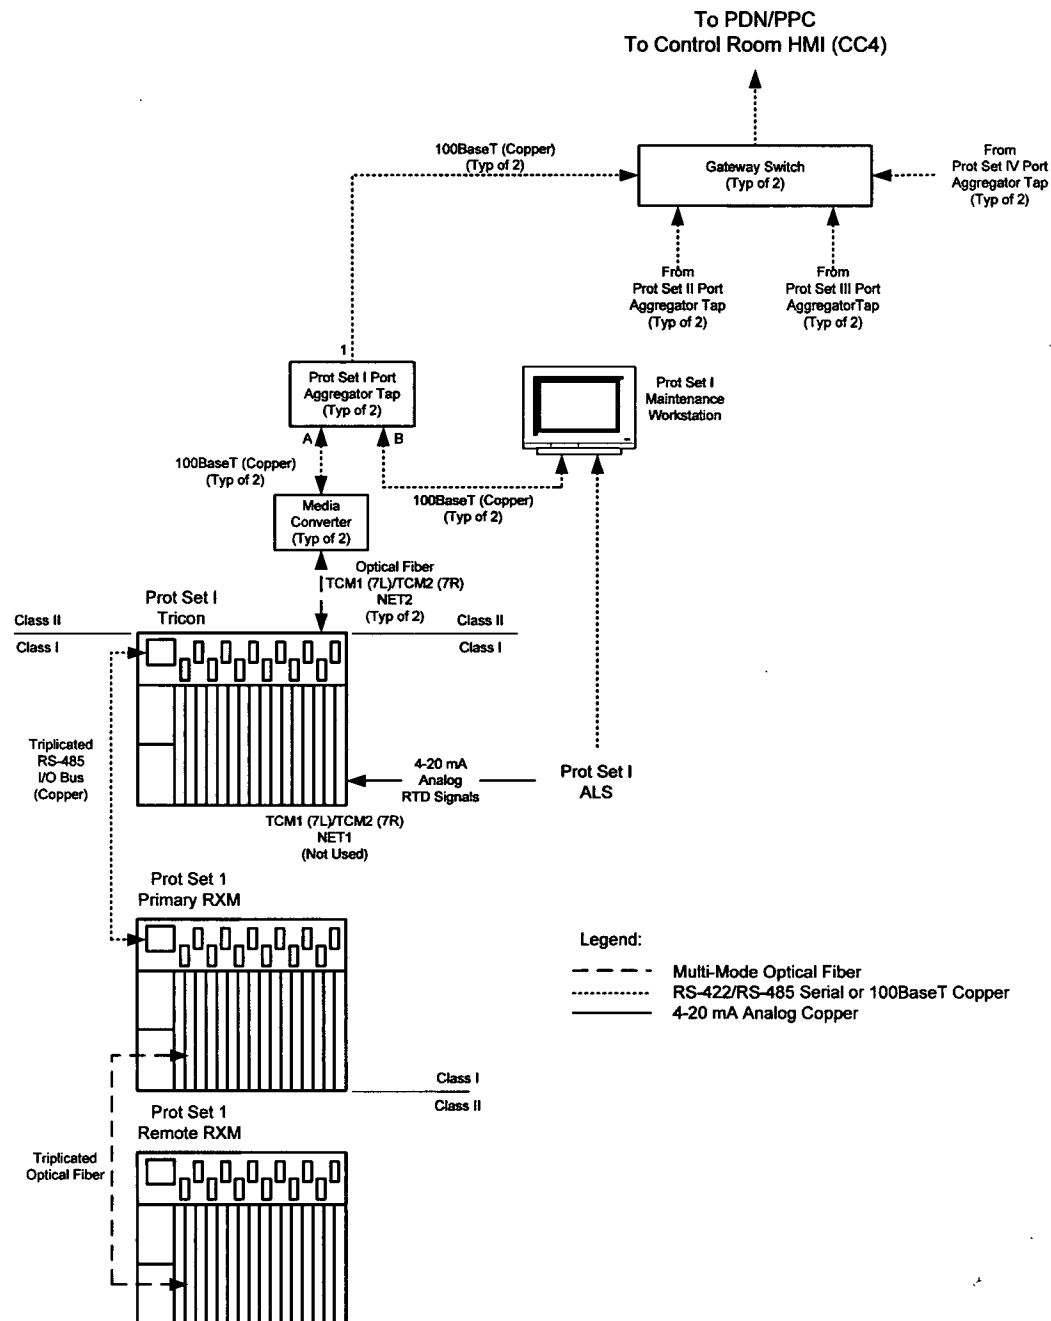 To PDN/PPC
To Control Room HMI (CC4)
100BaseT (Copper)
(Typ of 2)
Gateway Switch
(Typ of 2)
From
Prot Set IV Port
Aggregator Tap
(Typ of 2)
From
Prot Set II Port
Aggregator Tap
(Typ of 2)
From
Prot Set III Port
AggregatorTap
(Typ of 2)
1
Prot Set I Port
Aggregator Tap
(Typ of 2)
A
B
Prot Set I
Maintenance
Workstation
100BaseT (Copper)
(Typ of 2)
100BaseT (Copper)
(Typ of 2)
Media
Converter
(Typ of 2)
Optical Fiber
TCM1 (7L)/TCM2 (7R)
NET2
(Typ of 2)
Prot Set I
Tricon
Class II
Class I
Class II
Class I
Triplicated
RS-485
I/O Bus
(Copper)
4-20 mA
Analog
RTD Signals
Prot Set I
ALS
TCM1 (7L)/TCM2 (7R)
NET1
(Not Used)
Prot Set 1
Primary RXM
Legend:
Multi-Mode Optical Fiber
RS-422/RS-485 Serial or 100BaseT Copper
4-20 mA Analog Copper
Class I
Class II
Prot Set 1
Remote RXM
Triplicated
Optical Fiber